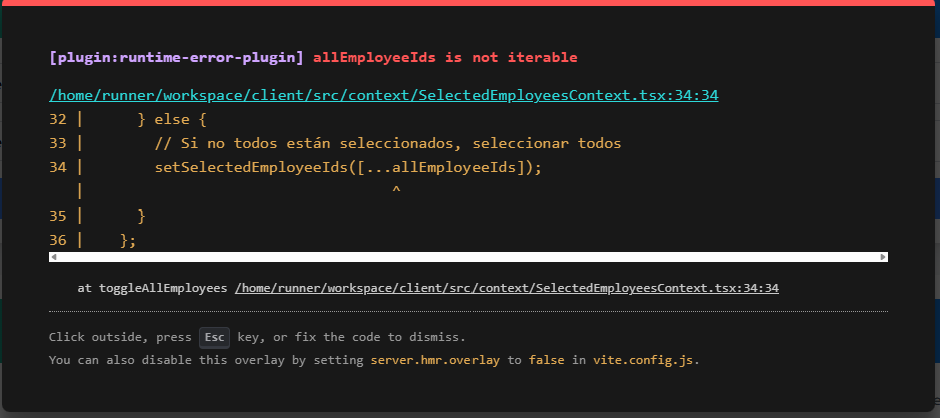 [plugin:runtime-error-plugin] allEmployeeIds is not iterable
/home/runner/workspace/client/src/context/SelectedEmployeesContext.tsx:34:34
32 |      } else {
33 |        // Si no todos están seleccionados, seleccionar todos
34 |        setSelectedEmployeeIds([...allEmployeeIds]);
   |                                   ^
35 |      }
36 |    };
at toggleAllEmployees /home/runner/workspace/client/src/context/SelectedEmployeesContext.tsx:34:34
Click outside, press Esc key, or fix the code to dismiss.
You can also disable this overlay by setting server.hmr.overlay to false in vite.config.js.